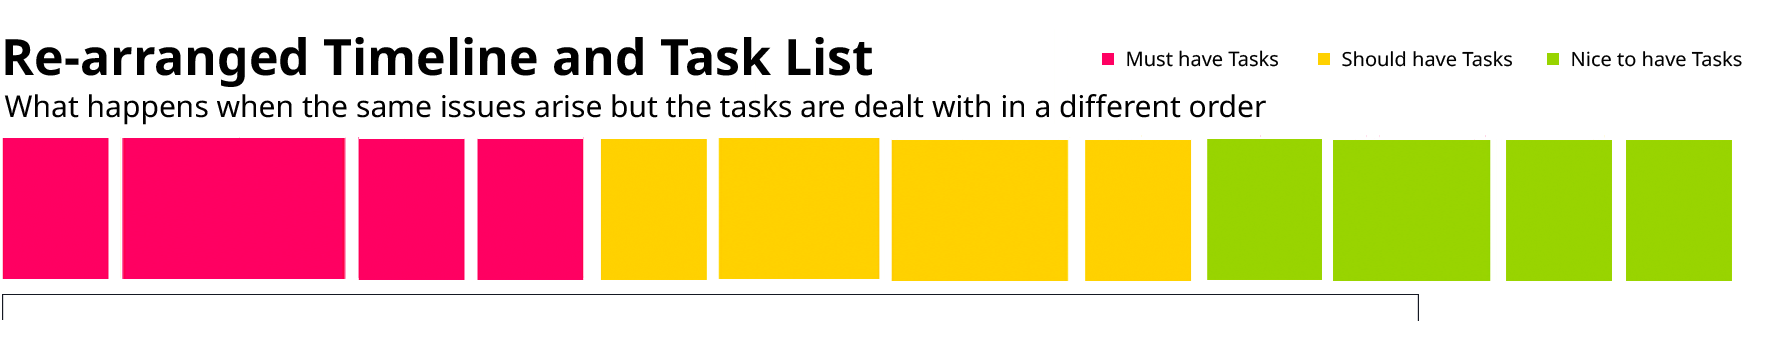 Re-arranged Timeline and Task List
Must have Tasks
Should have Tasks
Nice to have Tasks
What happens when the same issues arise but the tasks are dealt with in a different order